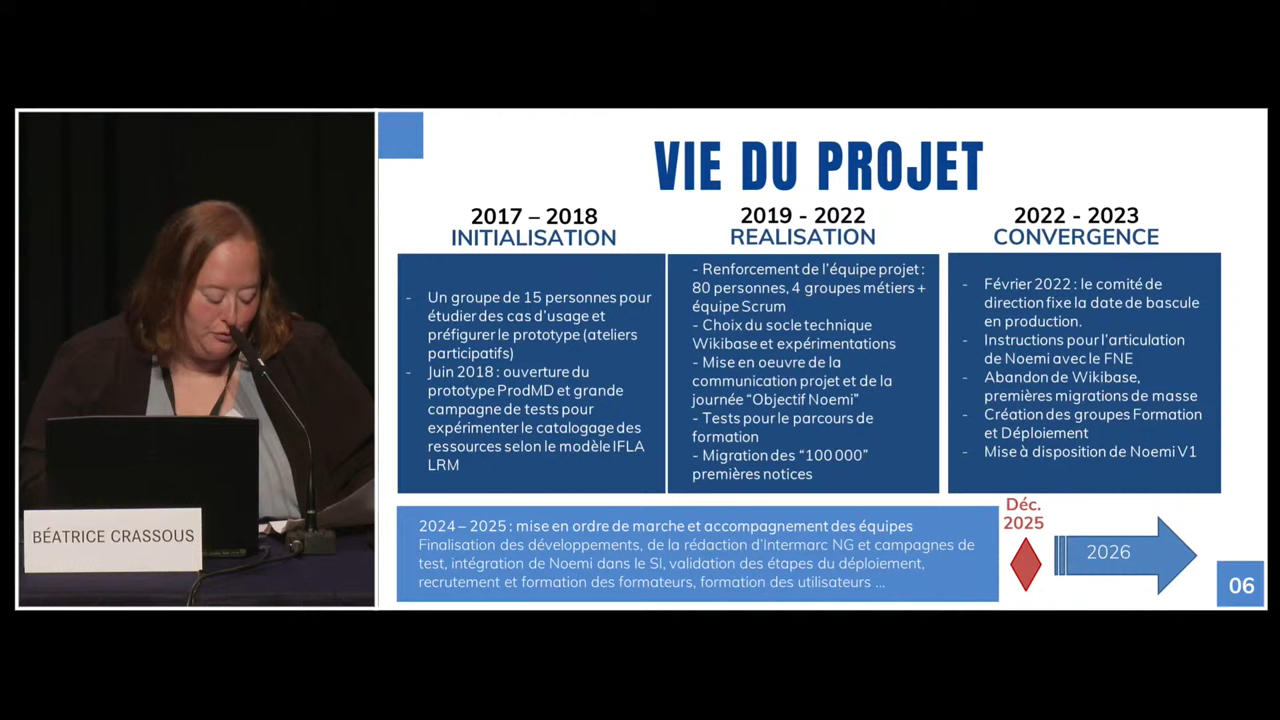 VIE DU PROJET
2017 – 2018
INITIALISATION
- Un groupe de 15 personnes pour
étudier des cas d'usage et
préfigurer le prototype (ateliers
participatifs)
- Juin 2018 : ouverture du
prototype ProdMD et grande
campagne de tests pour
expérimenter le catalogage des
ressources selon le modèle IFLA
LRM
2019 - 2022
REALISATION
- Renforcement de l'équipe projet :
80 personnes, 4 groupes métiers +
équipe Scrum
- Choix du socle technique
Wikibase et expérimentations
- Mise en oeuvre de la
communication projet et de la
journée “Objectif Noemi”
- Tests pour le parcours de
formation
- Migration des “100 000”
premières notices
2022 - 2023
CONVERGENCE
- Février 2022 : le comité de
direction fixe la date de bascule
en production.
- Instructions pour l'articulation
de Noemi avec le FNE
- Abandon de Wikibase,
premières migrations de masse
- Création des groupes Formation
et Déploiement
- Mise à disposition de Noemi V1
2024 – 2025 : mise en ordre de marche et accompagnement des équipes
Finalisation des développements, de la rédaction d'Intermarc NG et campagnes de
test, intégration de Noemi dans le SI, validation des étapes du déploiement,
recrutement et formation des formateurs, formation des utilisateurs ...
Déc.
2025
2026
06
BÉATRICE CRASSOUS